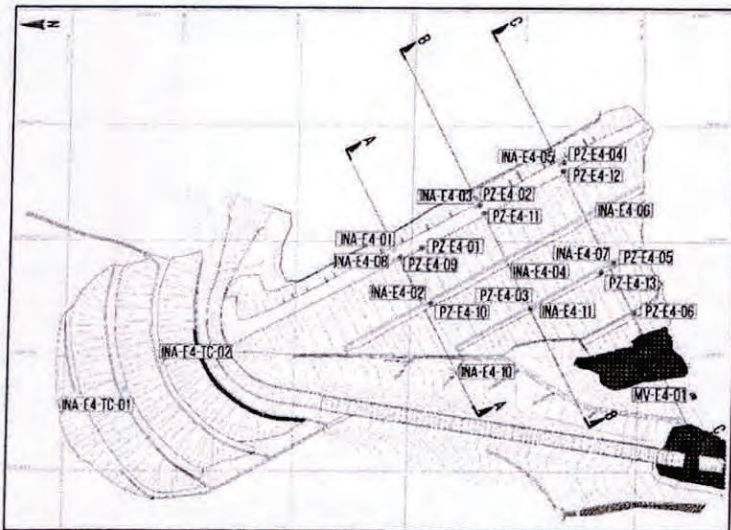 N
C
B
A
INA-E4-05
PZ-E4-04
PZ-E4-12
INA-E4-03
PZ-E4-02
PZ-E4-11
INA-E4-06
INA-E4-01
PZ-E4-01
INA-E4-08
PZ-E4-09
INA-E4-07
PZ-E4-05
INA-E4-04
PZ-E4-13
INA-E4-02
PZ-E4-10
PZ-E4-03
INA-E4-11
PZ-E4-06
INA-E4-TC-02
INA-E4-10
MV-E4-01
INA-E4-TC-01
A
B
C